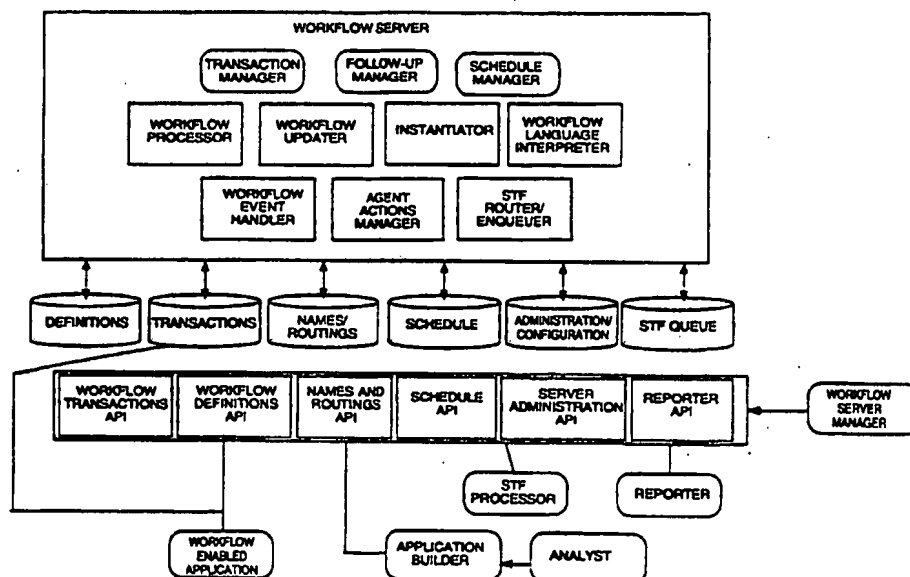 WORKFLOW SERVER
TRANSACTION
MANAGER
FOLLOW-UP
MANAGER
SCHEDULE
MANAGER
WORKFLOW
PROCESSOR
WORKFLOW
UPDATER
INSTANTIATOR
WORKFLOW
LANGUAGE
INTERPRETER
WORKFLOW
EVENT
HANDLER
AGENT
ACTIONS
MANAGER
STF
ROUTER/
ENQUEUER
DEFINITIONS
TRANSACTIONS
NAMES/
ROUTINGS
SCHEDULE
ADMINISTRATION/
CONFIGURATION
STF QUEUE
WORKFLOW
TRANSACTIONS
API
WORKFLOW
DEFINITIONS
API
NAMES AND
ROUTINGS
API
SCHEDULE
API
SERVER
ADMINISTRATION
API
REPORTER
API
WORKFLOW
SERVER
MANAGER
STF
PROCESSOR
REPORTER
WORKFLOW
ENABLED
APPLICATION
APPLICATION
BUILDER
ANALYST